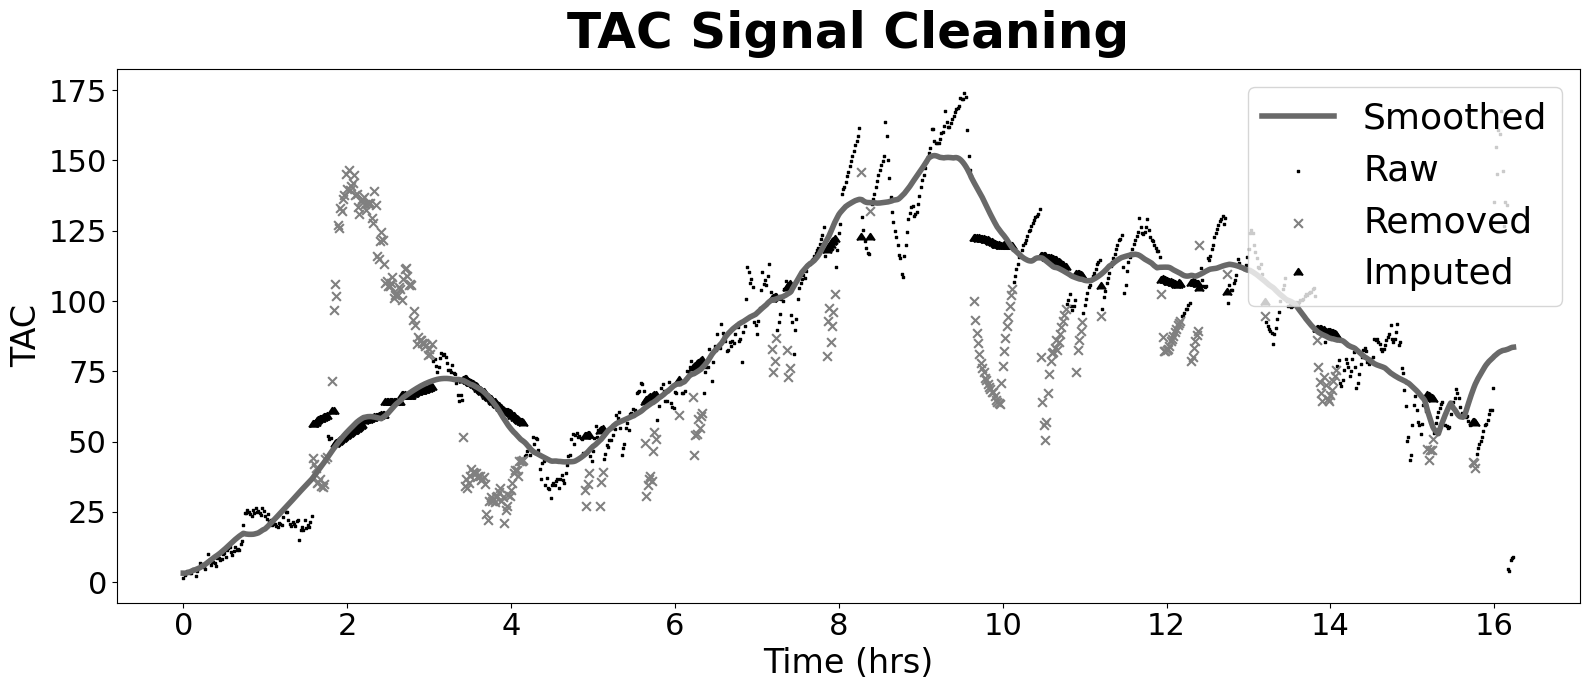 TAC Signal Cleaning
175
150
125
100
75
50
25
0
TAC
Smoothed
Raw
Removed
Imputed
0 2 4 6 8 10 12 14 16
Time (hrs)